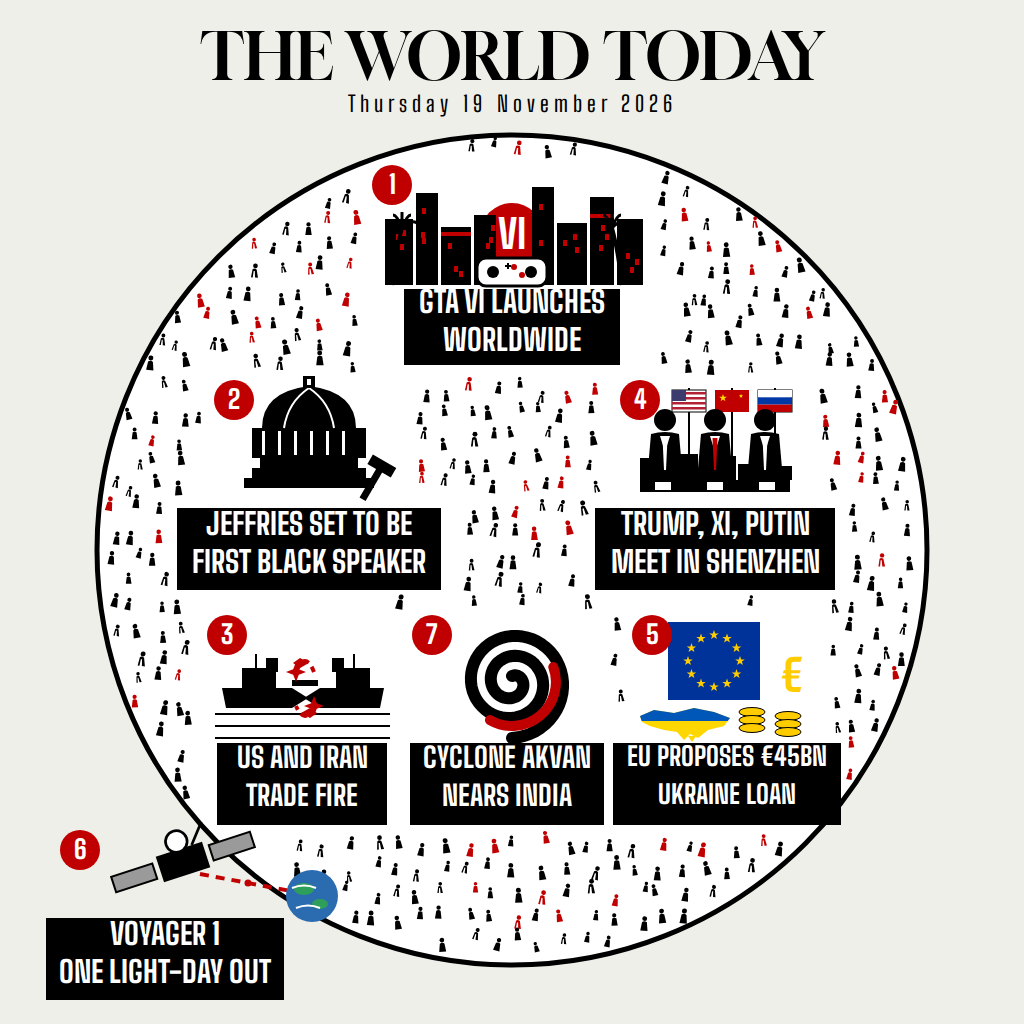 THE WORLD TODAY
Thursday 19 November 2026
1
VI
GTA VI LAUNCHES
WORLDWIDE
2
JEFFRIES SET TO BE
FIRST BLACK SPEAKER
4
TRUMP, XI, PUTIN
MEET IN SHENZHEN
3
US AND IRAN
TRADE FIRE
7
CYCLONE AKVAN
NEARS INDIA
5
€
EU PROPOSES €45BN
UKRAINE LOAN
6
VOYAGER 1
ONE LIGHT-DAY OUT